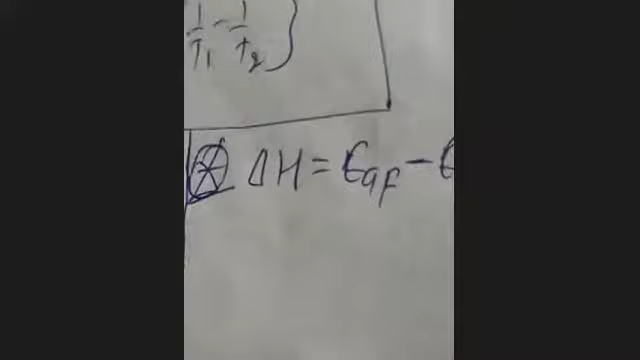 1/T₁ - 1/T₂ }
ΔH = Eaf - E